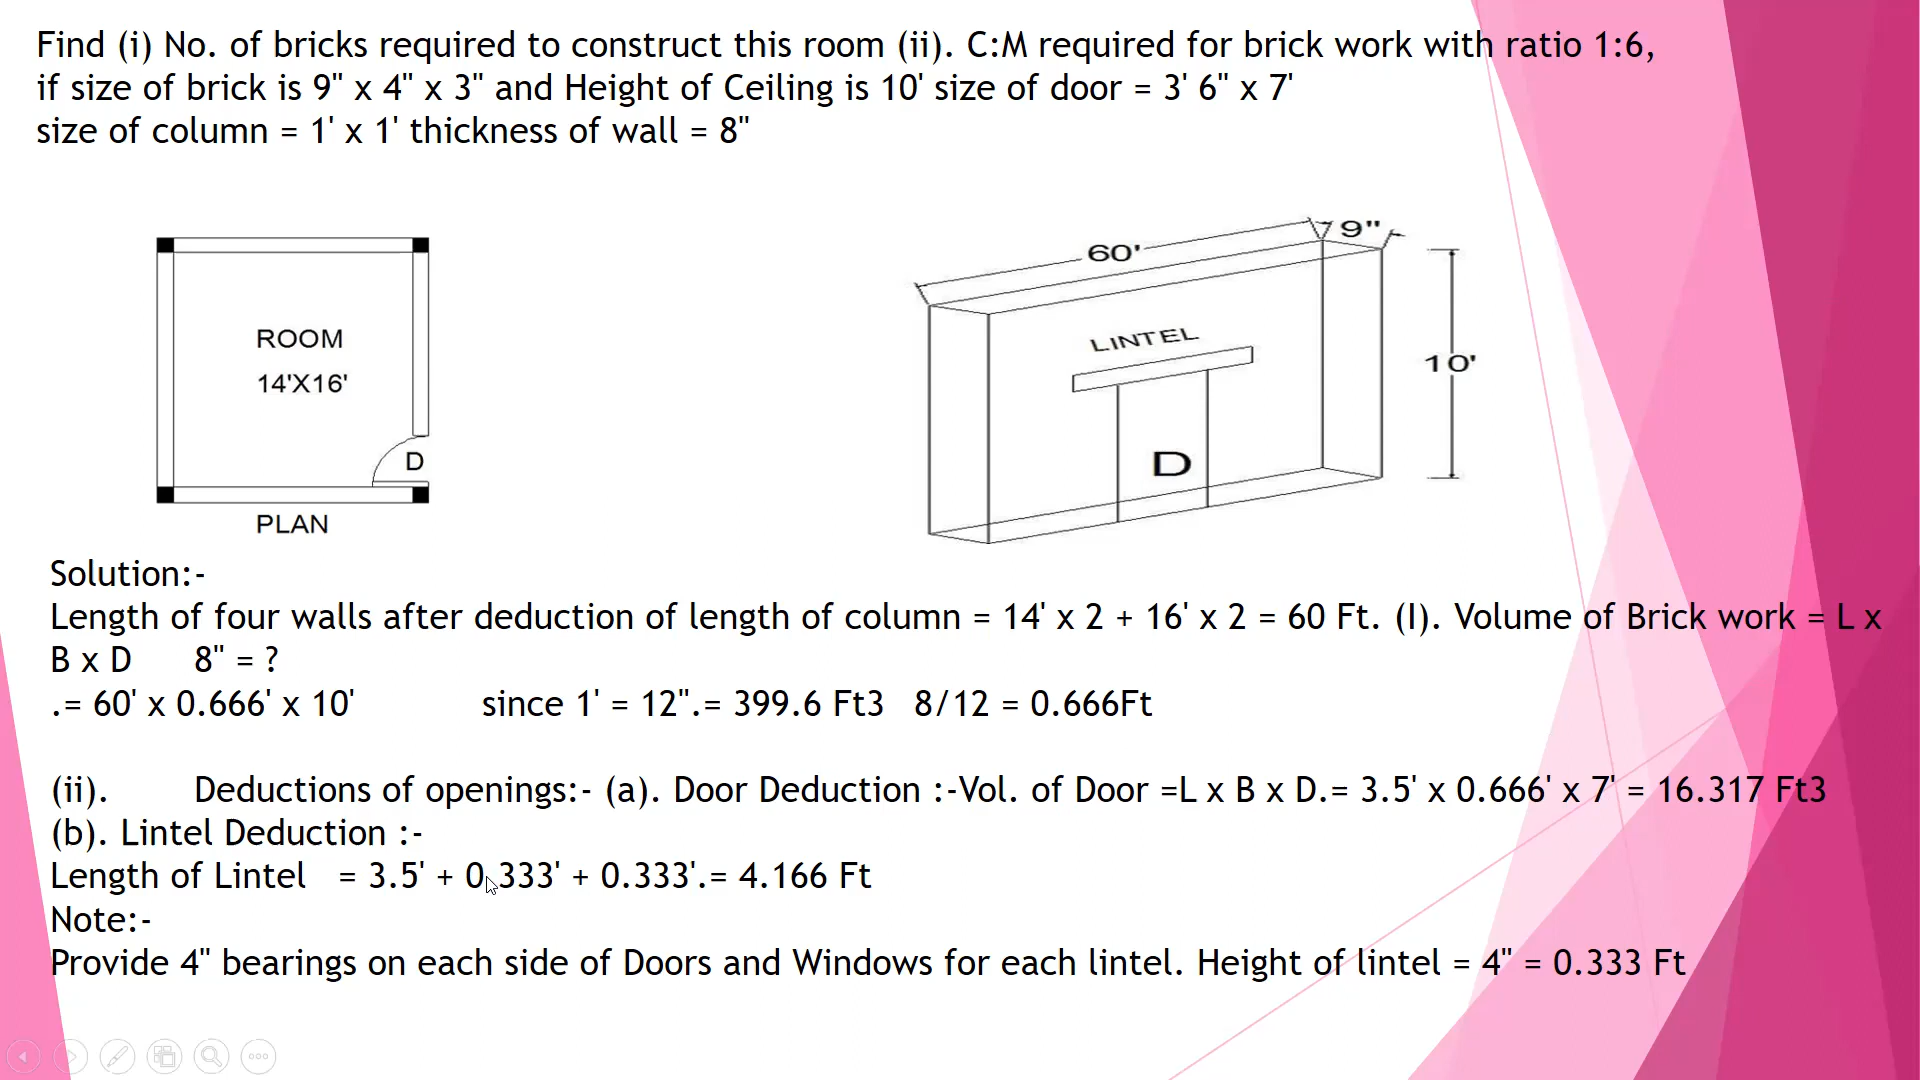 Find (i) No. of bricks required to construct this room (ii). C:M required for brick work with ratio 1:6,
if size of brick is 9" x 4" x 3" and Height of Ceiling is 10' size of door = 3' 6" x 7'
size of column = 1' x 1' thickness of wall = 8"
ROOM
14'X16'
D
PLAN
60'
9"
LINTEL
10'
D
Solution:-
Length of four walls after deduction of length of column = 14' x 2 + 16' x 2 = 60 Ft. (I). Volume of Brick work = L x
B x D 8" = ?
.= 60' x 0.666' x 10' since 1' = 12".= 399.6 Ft3 8/12 = 0.666Ft
(ii). Deductions of openings:- (a). Door Deduction :-Vol. of Door =L x B x D.= 3.5' x 0.666' x 7' = 16.317 Ft3
(b). Lintel Deduction :-
Length of Lintel = 3.5' + 0.333' + 0.333'.= 4.166 Ft
Note:-
Provide 4" bearings on each side of Doors and Windows for each lintel. Height of lintel = 4" = 0.333 Ft